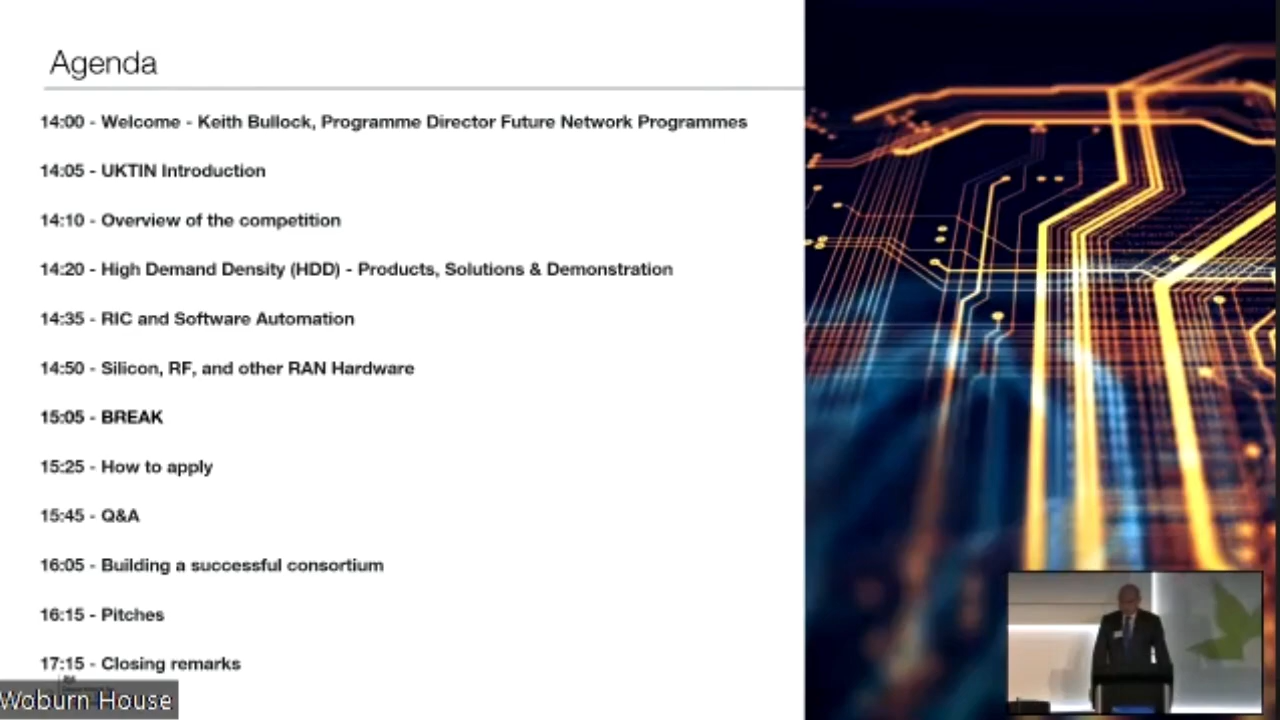 Agenda
14:00 - Welcome - Keith Bullock, Programme Director Future Network Programmes
14:05 - UKTIN Introduction
14:10 - Overview of the competition
14:20 - High Demand Density (HDD) - Products, Solutions & Demonstration
14:35 - RIC and Software Automation
14:50 - Silicon, RF, and other RAN Hardware
15:05 - BREAK
15:25 - How to apply
15:45 - Q&A
16:05 - Building a successful consortium
16:15 - Pitches
17:15 - Closing remarks
Woburn House